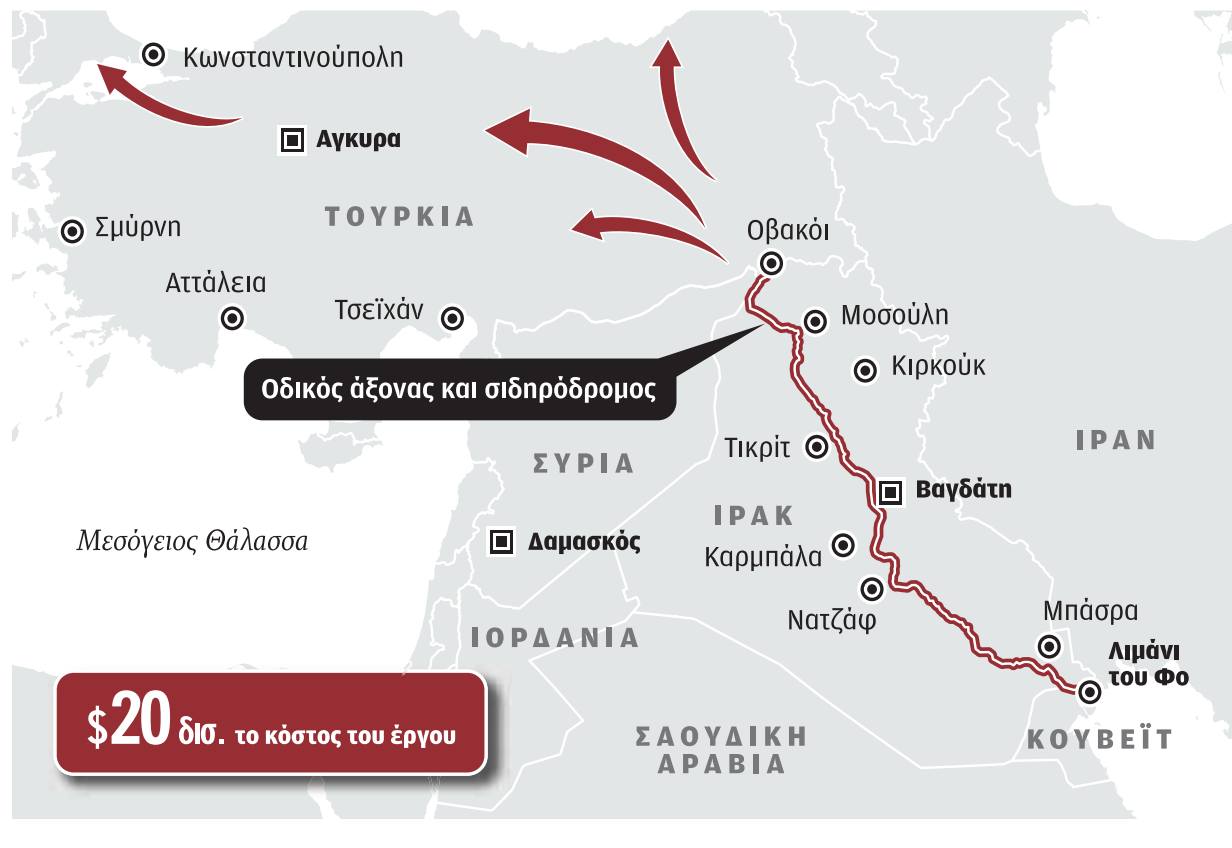 Κωνσταντινούπολη
Αγκυρα
ΤΟΥΡΚΙΑ
Σμύρνη
Οβακόι
Αττάλεια
Τσεϊχάν
Μοσούλη
Κιρκούκ
Οδικός άξονας και σιδηρόδρομος
Τικρίτ
ΙΡΑΝ
ΣΥΡΙΑ
Βαγδάτη
ΙΡΑΚ
Μεσόγειος Θάλασσα
Δαμασκός
Καρμπάλα
Νατζάφ
Μπάσρα
ΙΟΡΔΑΝΙΑ
Λιμάνι
του Φο
$20 δισ. το κόστος του έργου
ΣΑΟΥΔΙΚΗ
ΑΡΑΒΙΑ
ΚΟΥΒΕΪΤ